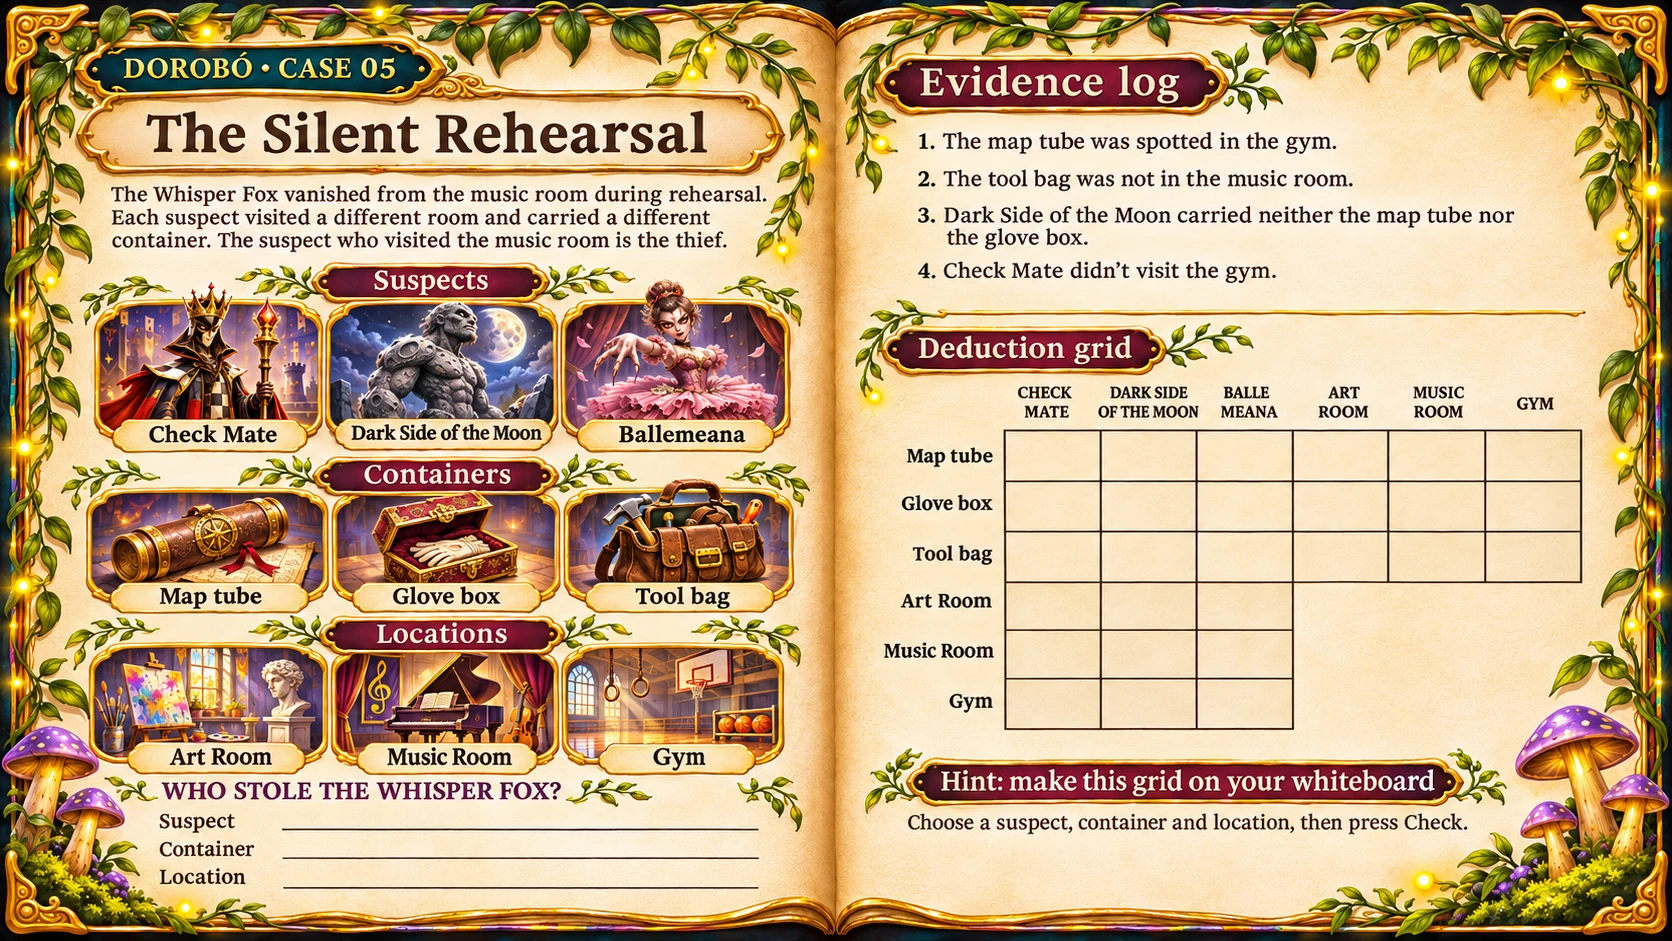 DOROBÓ • CASE 05
The Silent Rehearsal
The Whisper Fox vanished from the music room during rehearsal.
Each suspect visited a different room and carried a different
container. The suspect who visited the music room is the thief.
Suspects
Check Mate
Dark Side of the Moon
Ballemeana
Containers
Map tube
Glove box
Tool bag
Locations
Art Room
Music Room
Gym
WHO STOLE THE WHISPER FOX?
Suspect
Container
Location
Evidence log
1. The map tube was spotted in the gym.
2. The tool bag was not in the music room.
3. Dark Side of the Moon carried neither the map tube nor
the glove box.
4. Check Mate didn't visit the gym.
Deduction grid
CHECK
MATE
DARK SIDE
OF THE MOON
BALLE
MEANA
ART
ROOM
MUSIC
ROOM
GYM
Map tube
Glove box
Tool bag
Art Room
Music Room
Gym
Hint: make this grid on your whiteboard
Choose a suspect, container and location, then press Check.